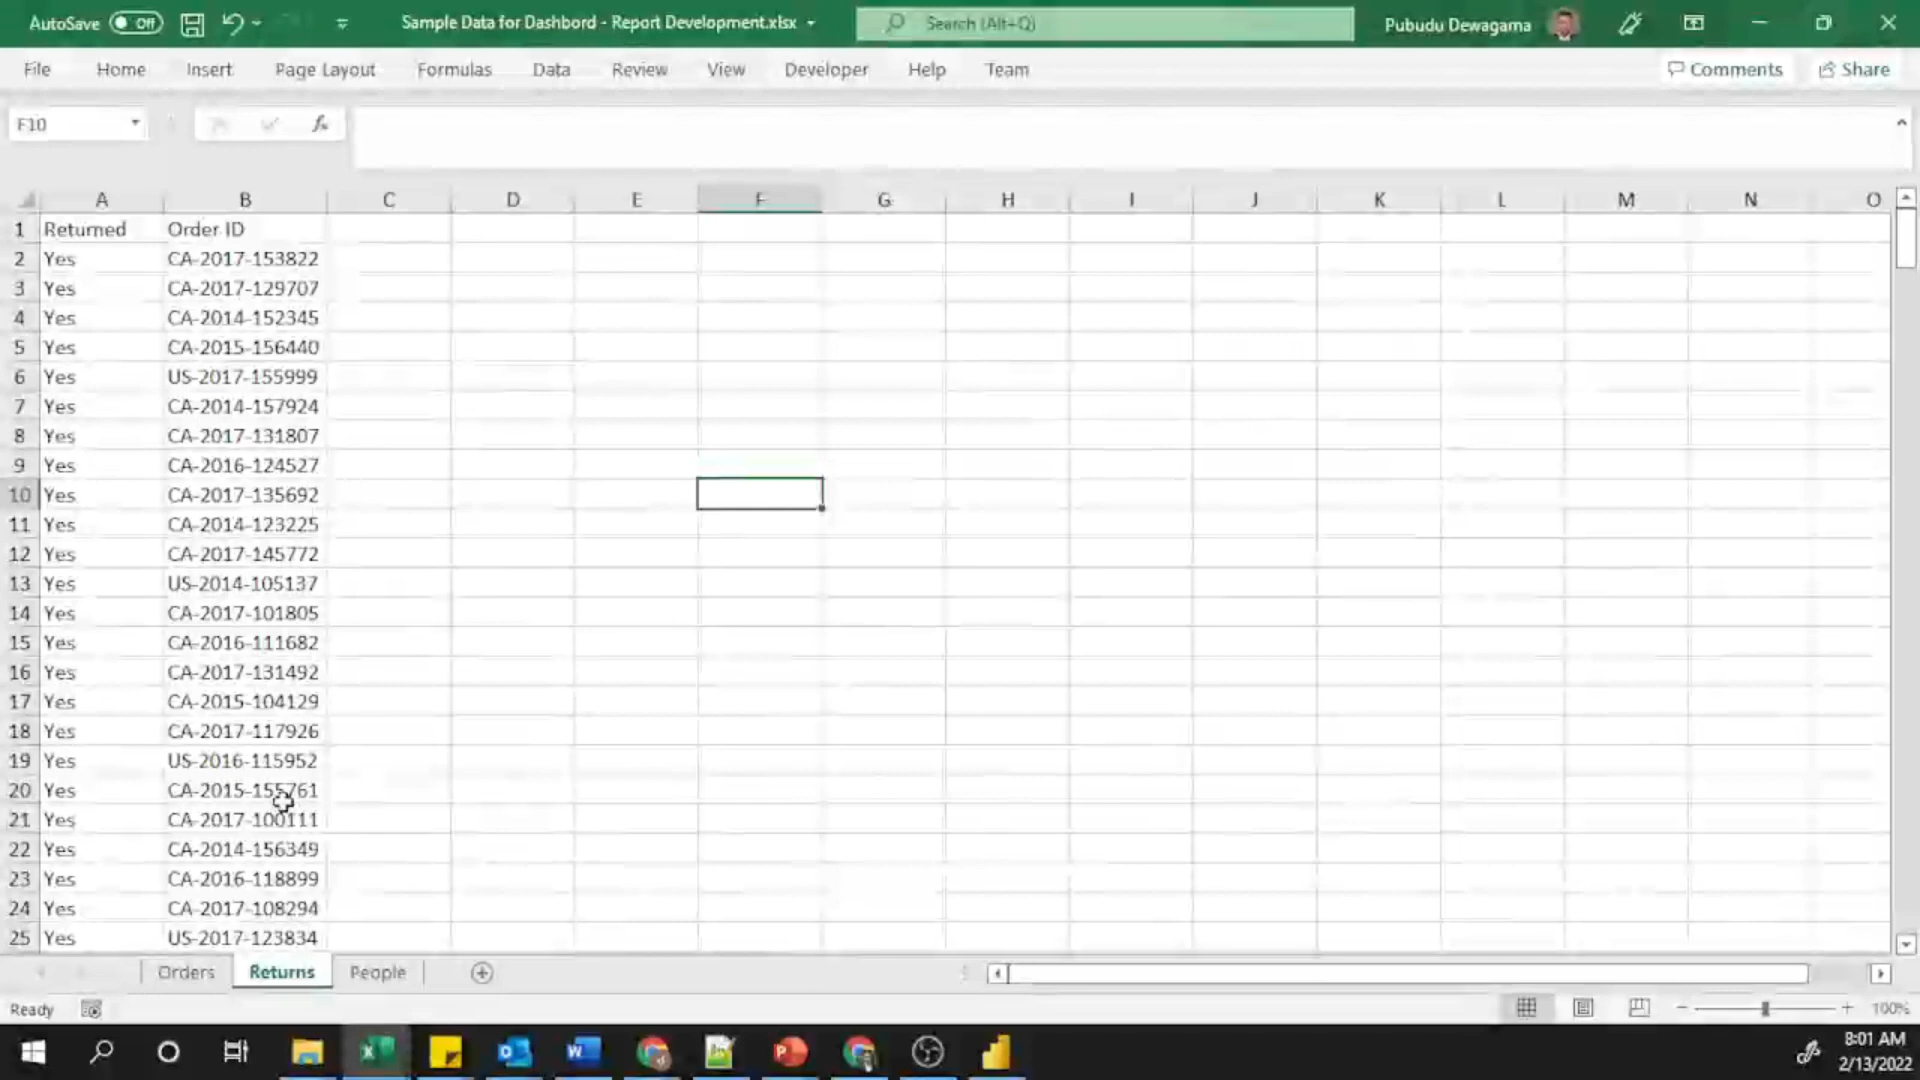 AutoSave Off Sample Data for Dashbord - Report Development.xlsx Search (Alt+Q) Pubudu Dewagama
File Home Insert Page Layout Formulas Data Review View Developer Help Team Comments Share
F10 fx
A B C D E F G H I J K L M N O
1 Returned Order ID
2 Yes CA-2017-153822
3 Yes CA-2017-129707
4 Yes CA-2014-152345
5 Yes CA-2015-156440
6 Yes US-2017-155999
7 Yes CA-2014-157924
8 Yes CA-2017-131807
9 Yes CA-2016-124527
10 Yes CA-2017-135692
11 Yes CA-2014-123225
12 Yes CA-2017-145772
13 Yes US-2014-105137
14 Yes CA-2017-101805
15 Yes CA-2016-111682
16 Yes CA-2017-131492
17 Yes CA-2015-104129
18 Yes CA-2017-117926
19 Yes US-2016-115952
20 Yes CA-2015-155761
21 Yes CA-2017-100111
22 Yes CA-2014-156349
23 Yes CA-2016-118899
24 Yes CA-2017-108294
25 Yes US-2017-123834
Orders Returns People
Ready 100%
8:01 AM
2/13/2022